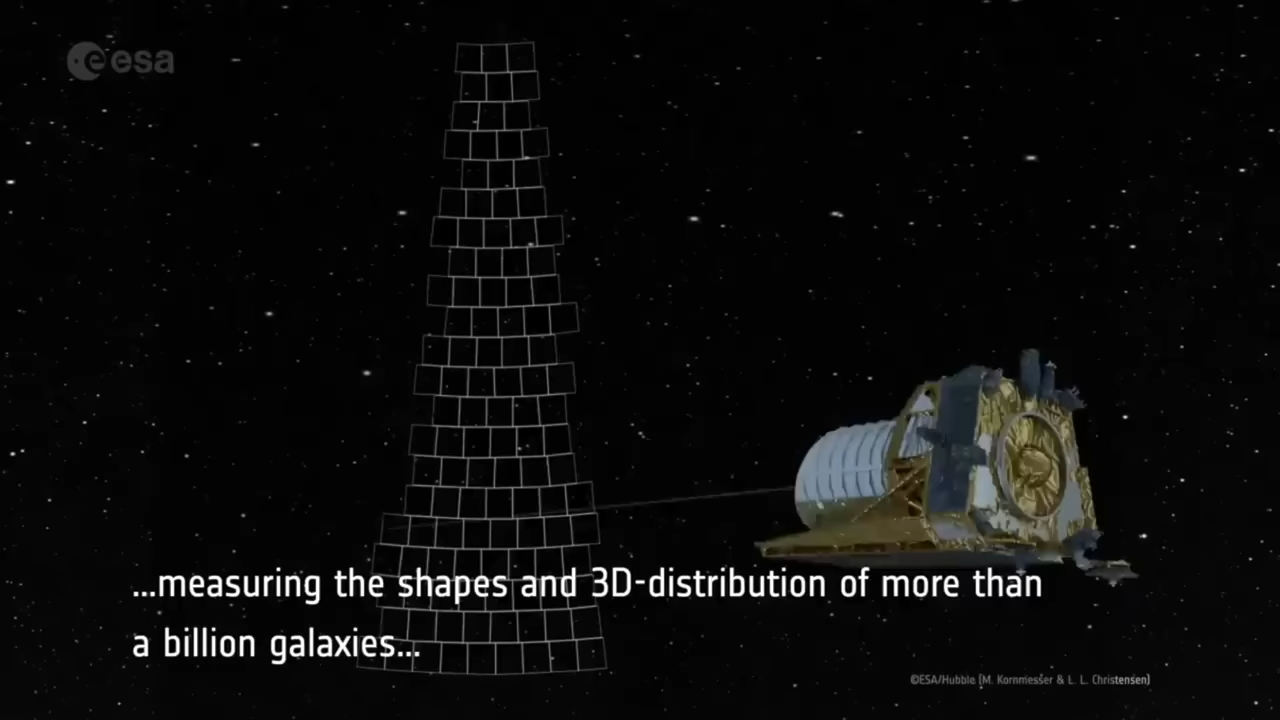 esa
...measuring the shapes and 3D-distribution of more than
a billion galaxies...
©ESA/Hubble [M. Kornmesser & L. L. Christensen]